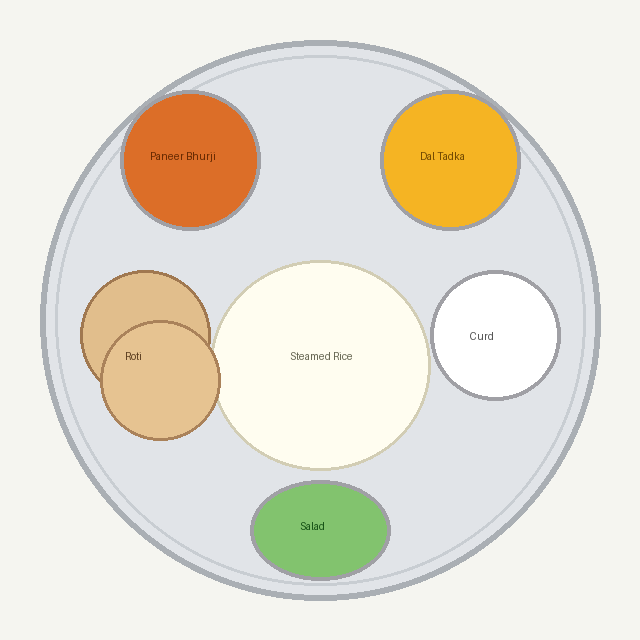 Paneer Bhurji
Dal Tadka
Roti
Steamed Rice
Curd
Salad